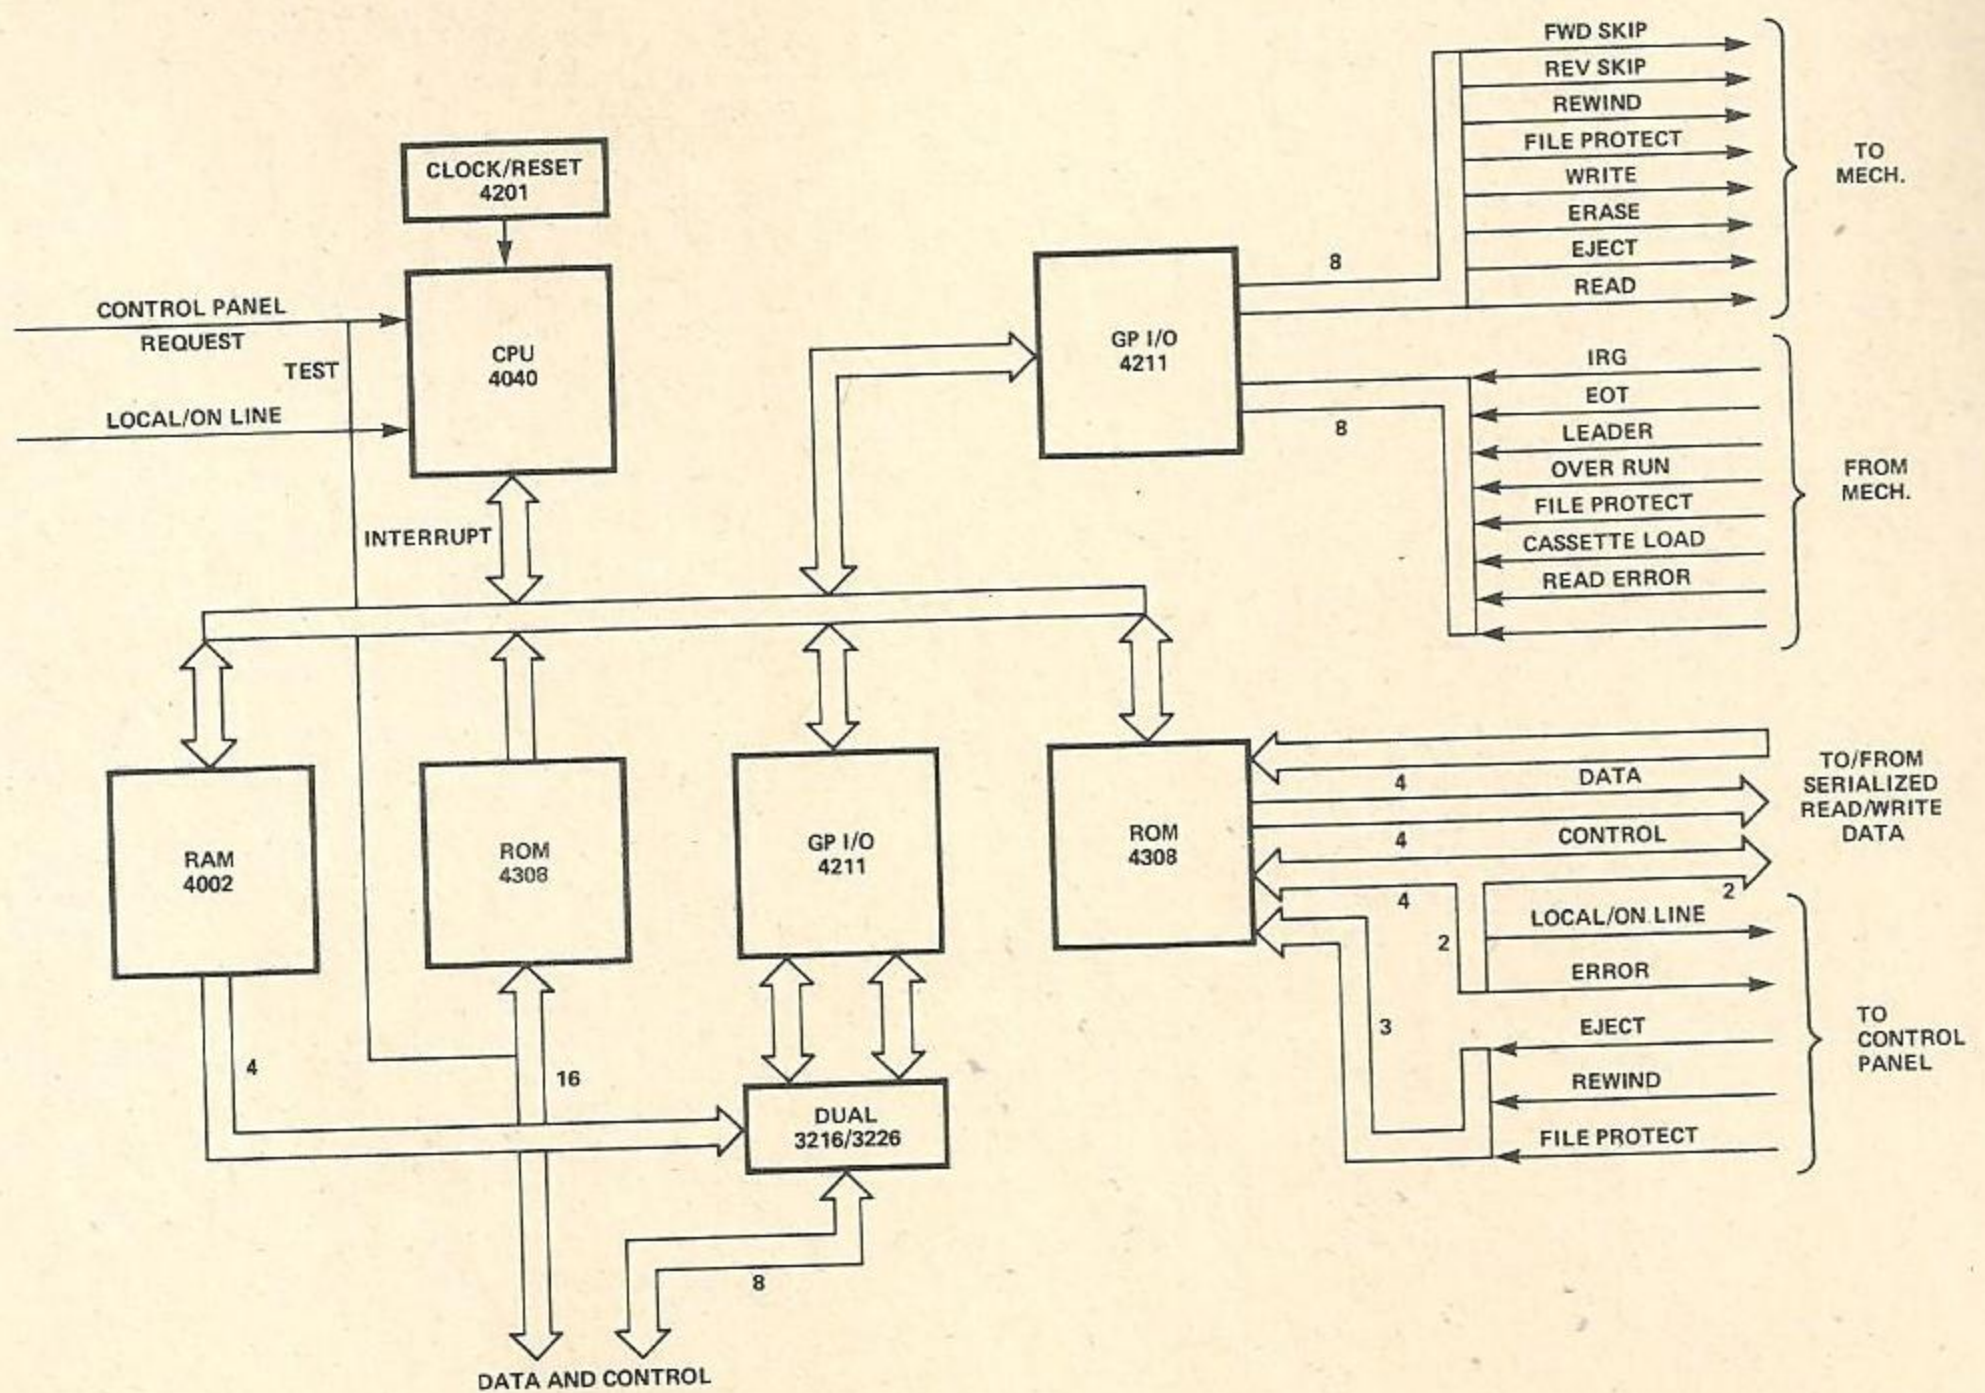 FWD SKIP
REV SKIP
REWIND
FILE PROTECT
WRITE
ERASE
EJECT
READ
TO
MECH.
CLOCK/RESET
4201
CONTROL PANEL
REQUEST
TEST
LOCAL/ON LINE
CPU
4040
INTERRUPT
GP I/O
4211
8
8
IRG
EOT
LEADER
OVER RUN
FILE PROTECT
CASSETTE LOAD
READ ERROR
FROM
MECH.
RAM
4002
ROM
4308
GP I/O
4211
ROM
4308
4
DATA
4
CONTROL
4
2
TO/FROM
SERIALIZED
READ/WRITE
DATA
2
LOCAL/ON LINE
ERROR
3
EJECT
REWIND
FILE PROTECT
TO
CONTROL
PANEL
4
16
DUAL
3216/3226
8
DATA AND CONTROL